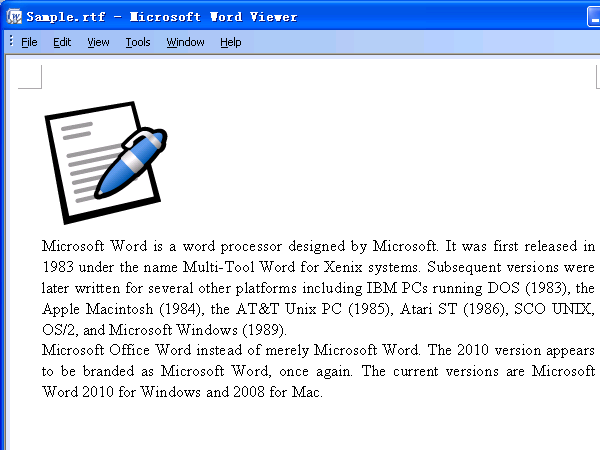 Sample.rtf - Microsoft Word Viewer
File Edit View Tools Window Help
Microsoft Word is a word processor designed by Microsoft. It was first released in
1983 under the name Multi-Tool Word for Xenix systems. Subsequent versions were
later written for several other platforms including IBM PCs running DOS (1983), the
Apple Macintosh (1984), the AT&T Unix PC (1985), Atari ST (1986), SCO UNIX,
OS/2, and Microsoft Windows (1989).
Microsoft Office Word instead of merely Microsoft Word. The 2010 version appears
to be branded as Microsoft Word, once again. The current versions are Microsoft
Word 2010 for Windows and 2008 for Mac.